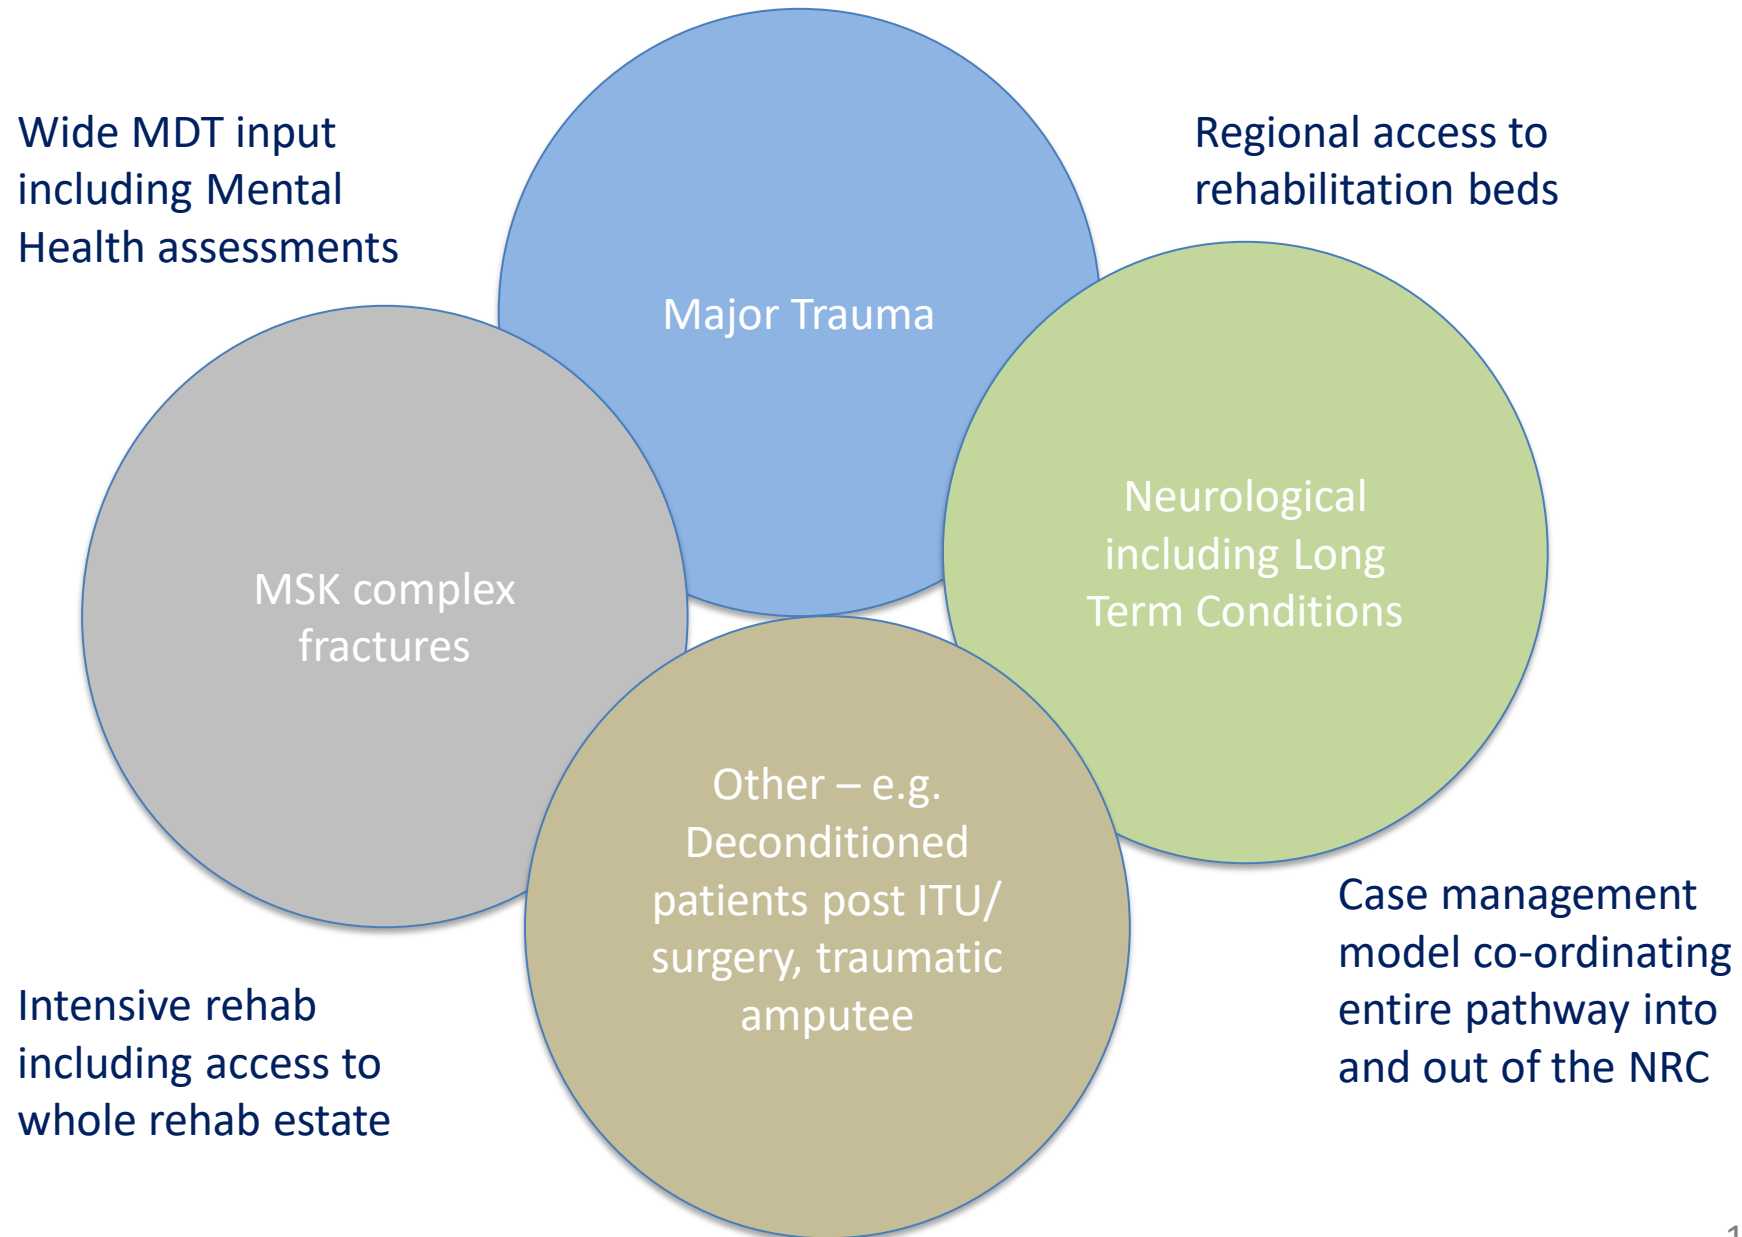 Wide MDT input
including Mental
Health assessments
Regional access to
rehabilitation beds
Major Trauma
Neurological
including Long
Term Conditions
MSK complex
fractures
Other – e.g.
Deconditioned
patients post ITU/
surgery, traumatic
amputee
Case management
model co-ordinating
entire pathway into
and out of the NRC
Intensive rehab
including access to
whole rehab estate
1